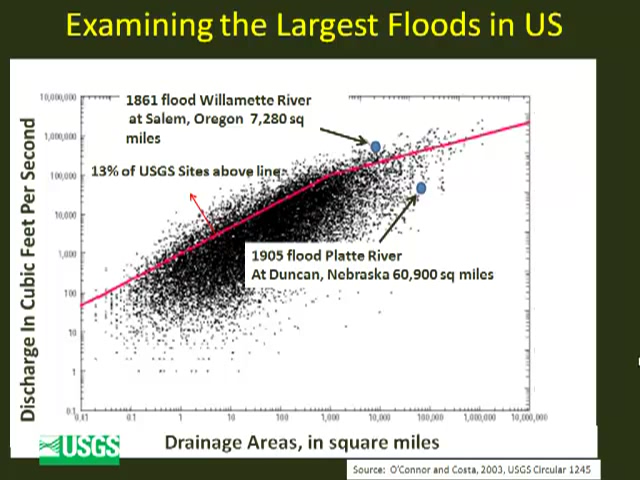 Examining the Largest Floods in US
10,000,000
1861 flood Willamette River
at Salem, Oregon 7,280 sq
miles
1,000,000
13% of USGS Sites above line
100,000
10,000
1,000
100
10
1
0.1
1905 flood Platte River
At Duncan, Nebraska 60,900 sq miles
Discharge In Cubic Feet Per Second
0.01 0.1 1 10 100 1,000 10,000 100,000 1,000,000 10,000,000
Drainage Areas, in square miles
USGS
Source: O'Connor and Costa, 2003, USGS Circular 1245